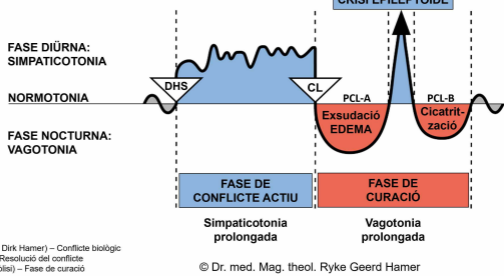 CRISI EPILEPTOIDE
FASE DIÜRNA:
SIMPATICOTONIA
DHS
CL
NORMOTONIA
PCL-A
PCL-B
Exsudació
EDEMA
Cicatrit-
zació
FASE NOCTURNA:
VAGOTONIA
FASE DE
CONFLICTE ACTIU
FASE DE
CURACIÓ
Simpaticotonia
prolongada
Vagotonia
prolongada
Dirk Hamer) – Conflicte biològic
Resolució del conflicte
lisi) – Fase de curació
© Dr. med. Mag. theol. Ryke Geerd Hamer